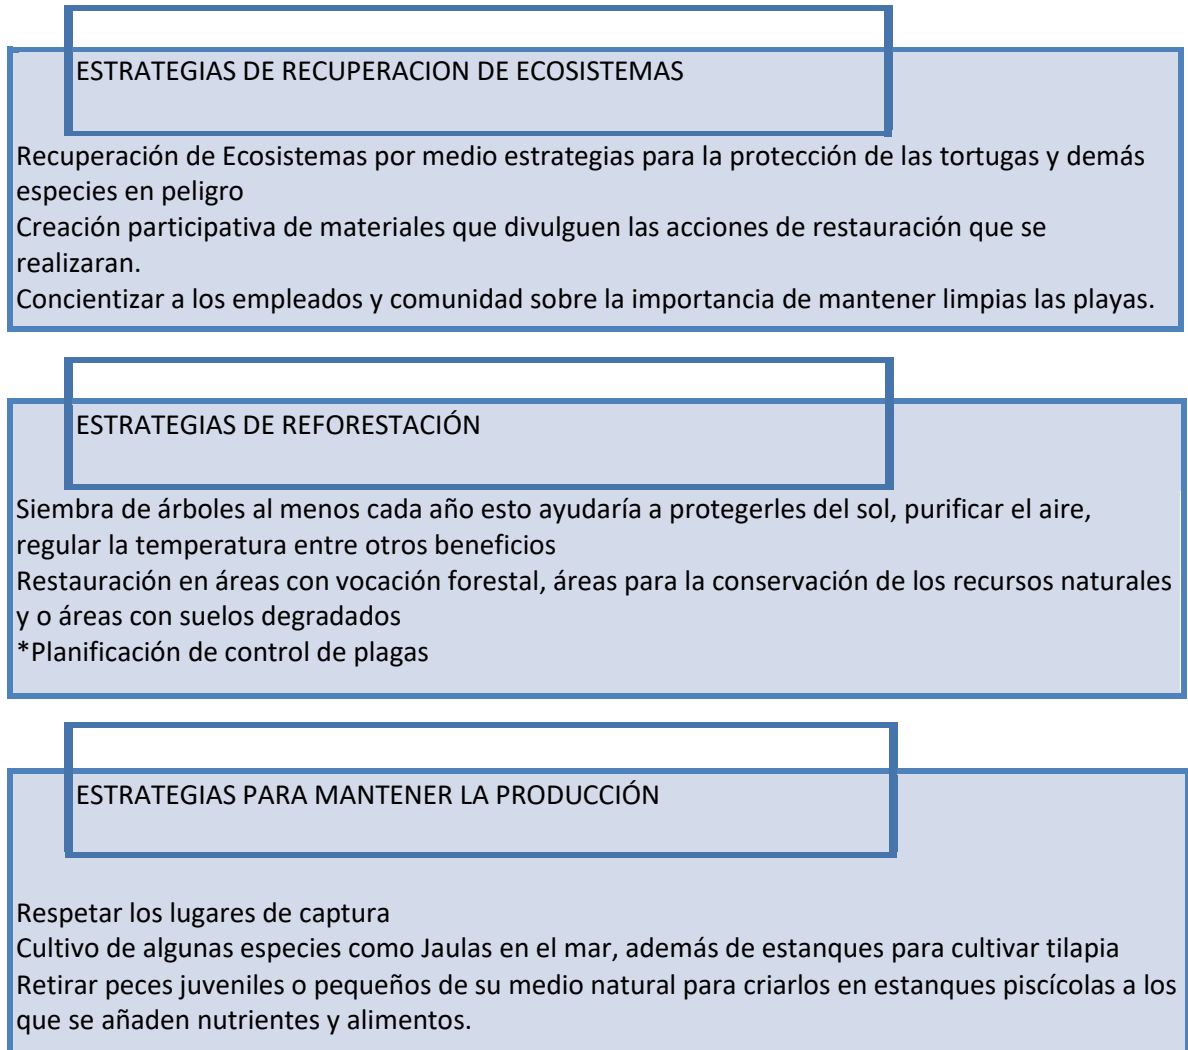 ESTRATEGIAS DE RECUPERACION DE ECOSISTEMAS
Recuperación de Ecosistemas por medio estrategias para la protección de las tortugas y demás
especies en peligro
Creación participativa de materiales que divulguen las acciones de restauración que se
realizaran.
Concientizar a los empleados y comunidad sobre la importancia de mantener limpias las playas.
ESTRATEGIAS DE REFORESTACIÓN
Siembra de árboles al menos cada año esto ayudaría a protegerles del sol, purificar el aire,
regular la temperatura entre otros beneficios
Restauración en áreas con vocación forestal, áreas para la conservación de los recursos naturales
y o áreas con suelos degradados
*Planificación de control de plagas
ESTRATEGIAS PARA MANTENER LA PRODUCCIÓN
Respetar los lugares de captura
Cultivo de algunas especies como Jaulas en el mar, además de estanques para cultivar tilapia
Retirar peces juveniles o pequeños de su medio natural para criarlos en estanques piscícolas a los
que se añaden nutrientes y alimentos.